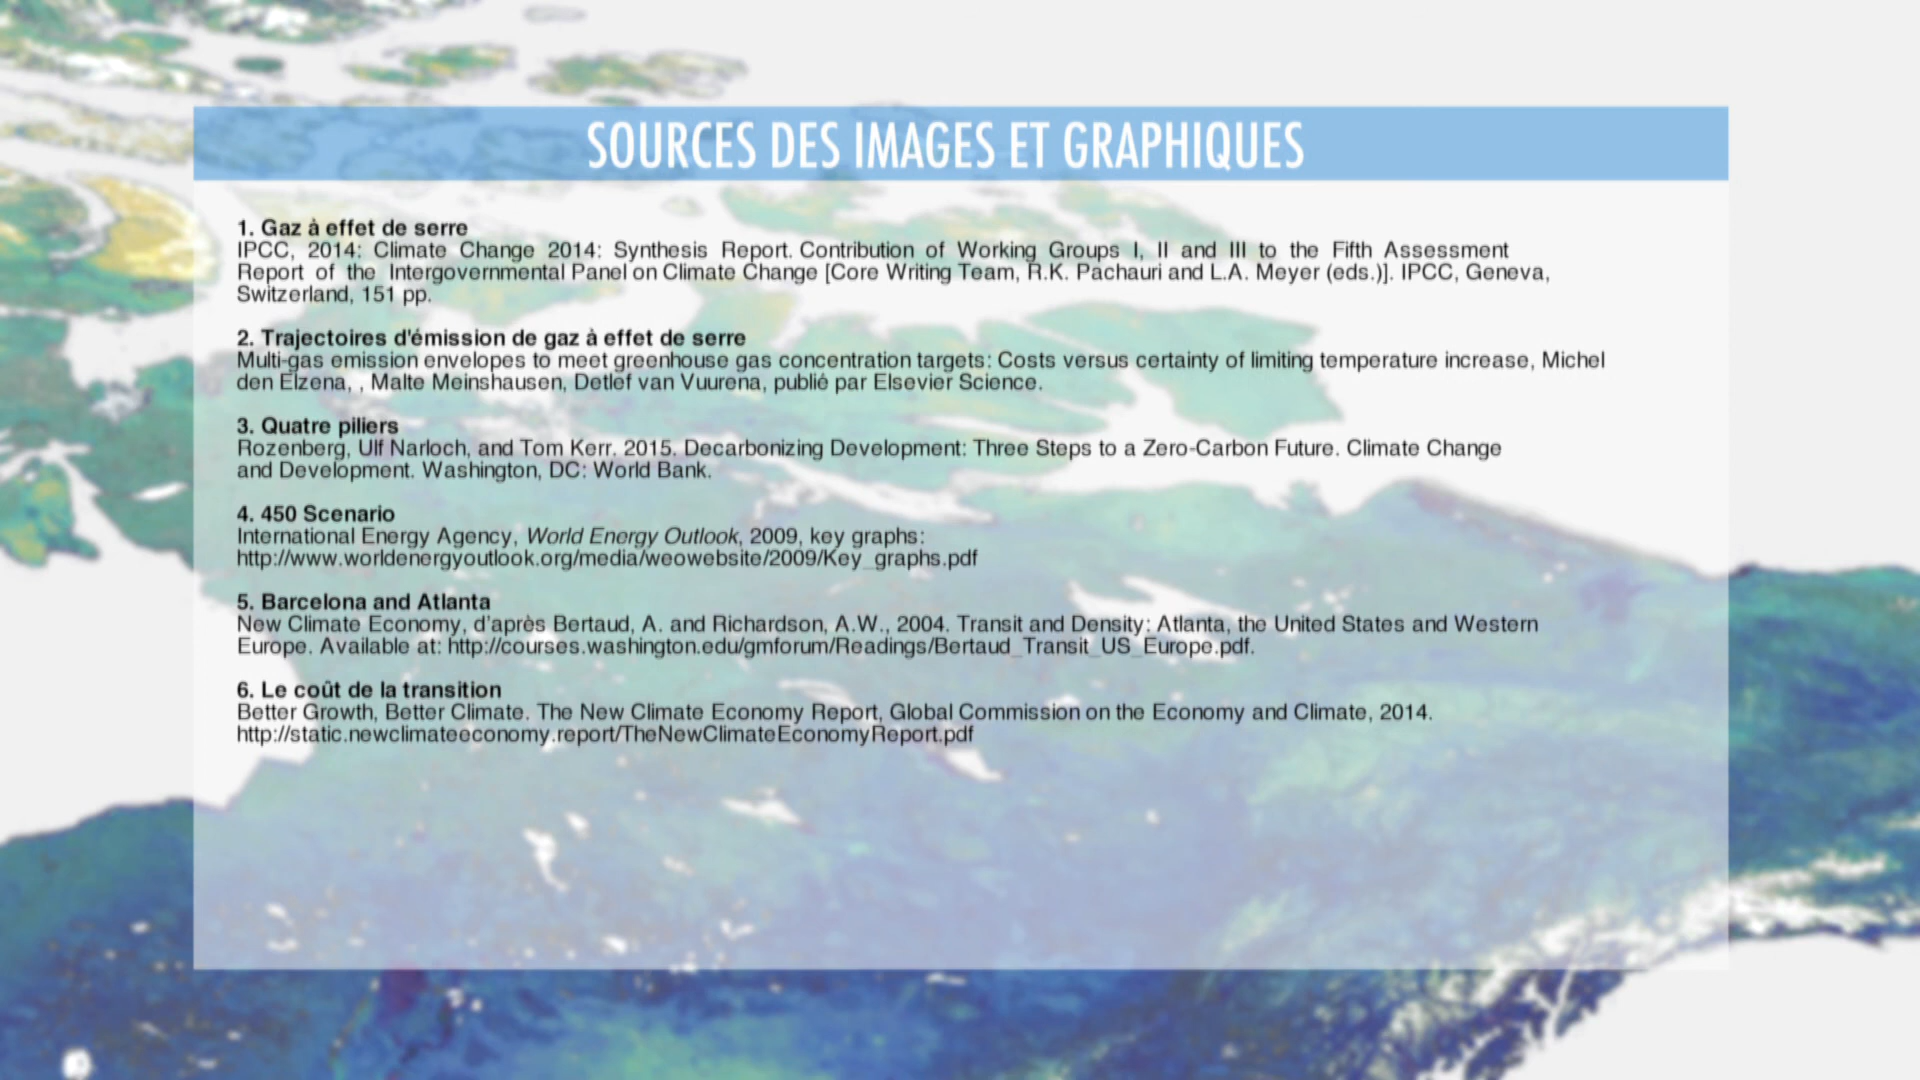 SOURCES DES IMAGES ET GRAPHIQUES
1. Gaz à effet de serre
IPCC, 2014: Climate Change 2014: Synthesis Report. Contribution of Working Groups I, II and III to the Fifth Assessment
Report of the Intergovernmental Panel on Climate Change [Core Writing Team, R.K. Pachauri and L.A. Meyer (eds.)]. IPCC, Geneva,
Switzerland, 151 pp.
2. Trajectoires d'émission de gaz à effet de serre
Multi-gas emission envelopes to meet greenhouse gas concentration targets: Costs versus certainty of limiting temperature increase, Michel
den Elzena, , Malte Meinshausen, Detlef van Vuurena, publié par Elsevier Science.
3. Quatre piliers
Rozenberg, Ulf Narloch, and Tom Kerr. 2015. Decarbonizing Development: Three Steps to a Zero-Carbon Future. Climate Change
and Development. Washington, DC: World Bank.
4. 450 Scenario
International Energy Agency, World Energy Outlook, 2009, key graphs:
http://www.worldenergyoutlook.org/media/weowebsite/2009/Key_graphs.pdf
5. Barcelona and Atlanta
New Climate Economy, d'après Bertaud, A. and Richardson, A.W., 2004. Transit and Density: Atlanta, the United States and Western
Europe. Available at: http://courses.washington.edu/gmforum/Readings/Bertaud_Transit_US_Europe.pdf.
6. Le coût de la transition
Better Growth, Better Climate. The New Climate Economy Report, Global Commission on the Economy and Climate, 2014.
http://static.newclimateeconomy.report/TheNewClimateEconomyReport.pdf